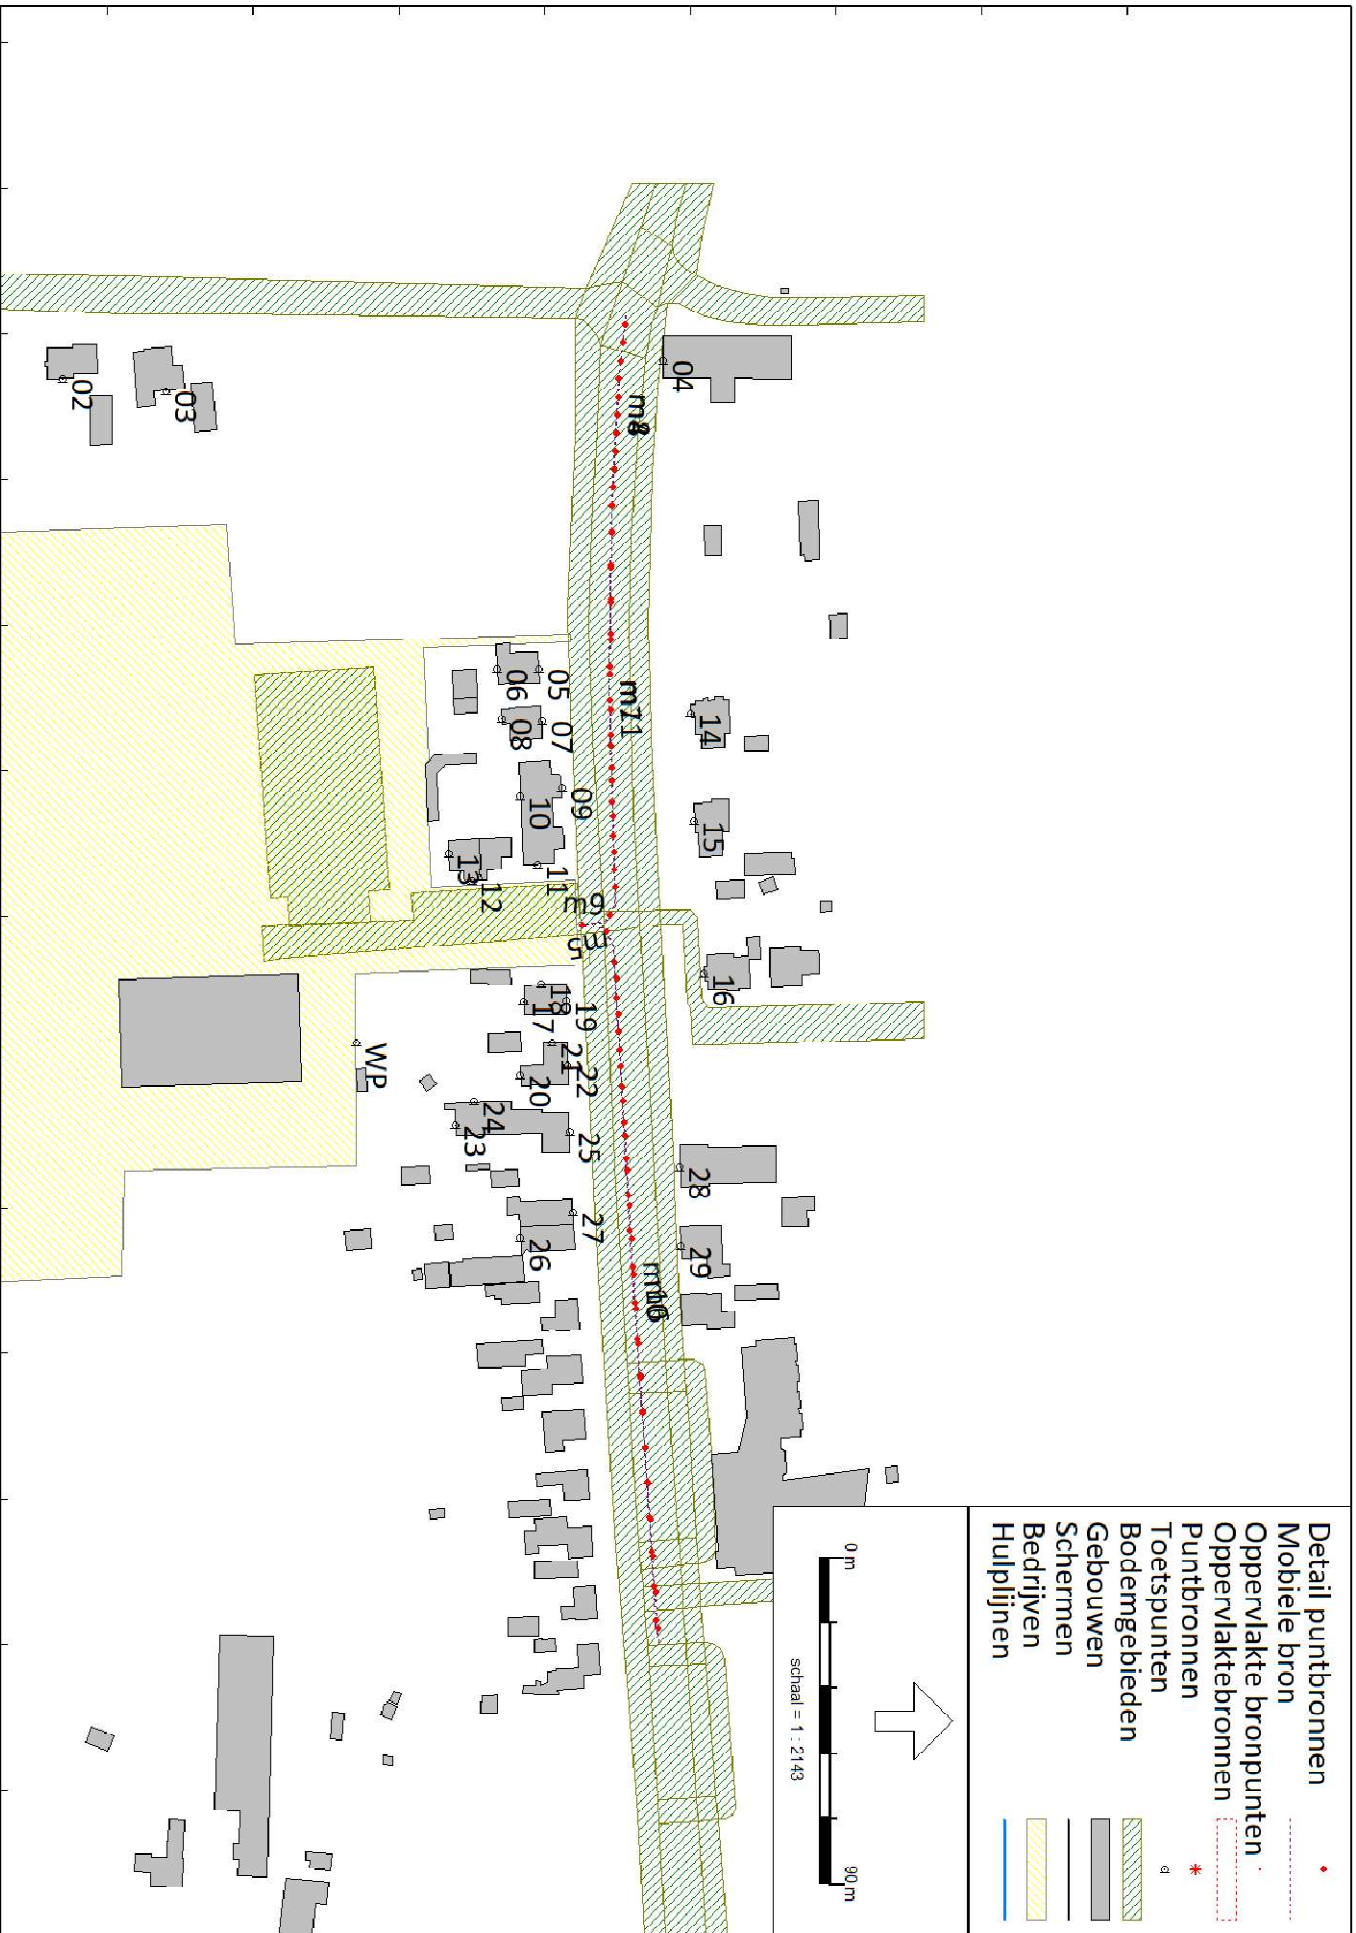 Detail puntbronnen
Mobiele bron
Oppervlakte bronpunten
Oppervlaktebronnen
Puntbronnen
Toetspunten
Bodemgebieden
Gebouwen
Schermen
Bedrijven
Hulplijnen
0 m
90 m
schaal = 1 : 2143
02
03
04
05
06
07
08
09
10
11
12
13
14
15
16
17
18
19
20
21
22
23
24
25
26
27
28
29
WP